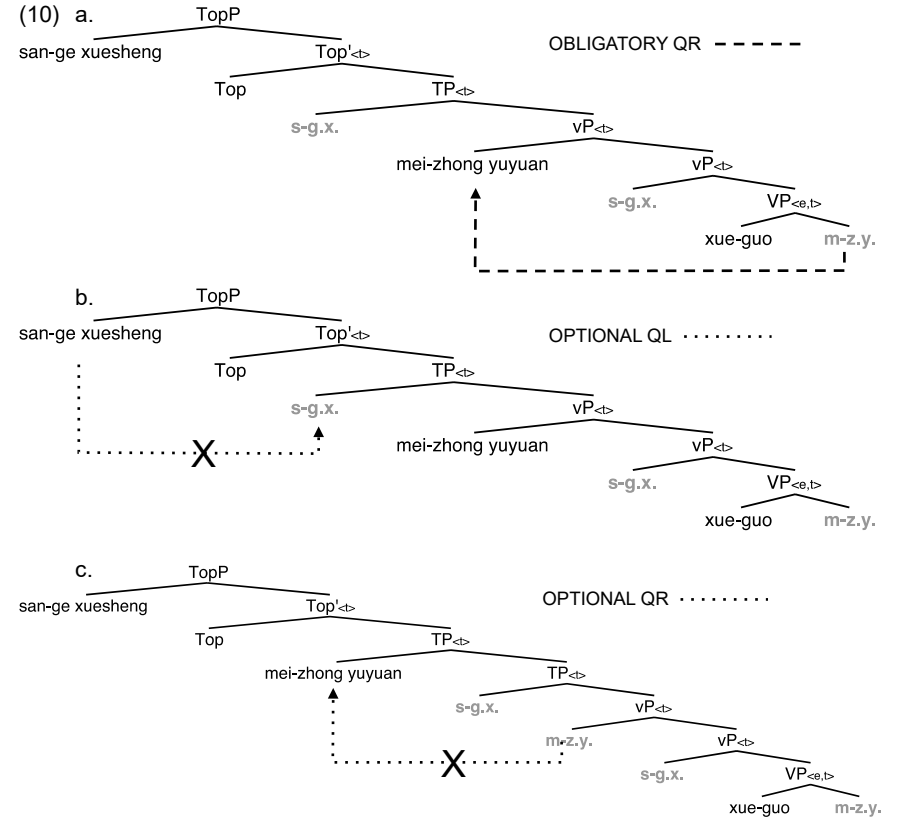 (10) a. TopP
san-ge xuesheng Top'<t>
OBLIGATORY QR
Top TP<t>
s-g.x. vP<t>
mei-zhong yuyuan vP<t>
s-g.x. VP<e,t>
xue-guo m-z.y.
b. TopP
san-ge xuesheng Top'<t>
OPTIONAL QL
Top TP<t>
s-g.x. vP<t>
X mei-zhong yuyuan vP<t>
s-g.x. VP<e,t>
xue-guo m-z.y.
c. TopP
san-ge xuesheng Top'<t>
OPTIONAL QR
Top TP<t>
mei-zhong yuyuan TP<t>
s-g.x. vP<t>
m-z.y. vP<t>
X s-g.x. VP<e,t>
xue-guo m-z.y.